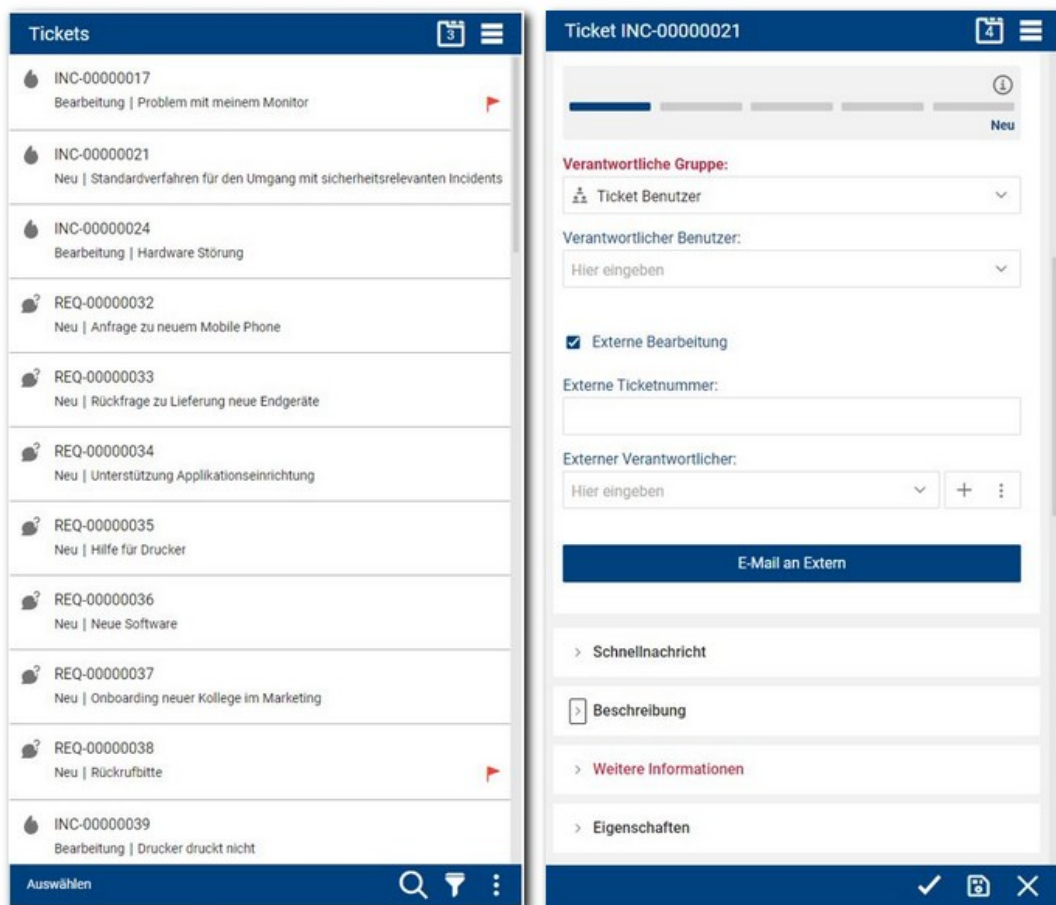 Tickets
3
INC-00000017
Bearbeitung | Problem mit meinem Monitor
INC-00000021
Neu | Standardverfahren für den Umgang mit sicherheitsrelevanten Incidents
INC-00000024
Bearbeitung | Hardware Störung
REQ-00000032
Neu | Anfrage zu neuem Mobile Phone
REQ-00000033
Neu | Rückfrage zu Lieferung neue Endgeräte
REQ-00000034
Neu | Unterstützung Applikationseinrichtung
REQ-00000035
Neu | Hilfe für Drucker
REQ-00000036
Neu | Neue Software
REQ-00000037
Neu | Onboarding neuer Kollege im Marketing
REQ-00000038
Neu | Rückrufbitte
INC-00000039
Bearbeitung | Drucker druckt nicht
Auswählen
Ticket INC-00000021
4
Neu
Verantwortliche Gruppe:
Ticket Benutzer
Verantwortlicher Benutzer:
Hier eingeben
Externe Bearbeitung
Externe Ticketnummer:
Externer Verantwortlicher:
Hier eingeben
E-Mail an Extern
Schnellnachricht
Beschreibung
Weitere Informationen
Eigenschaften